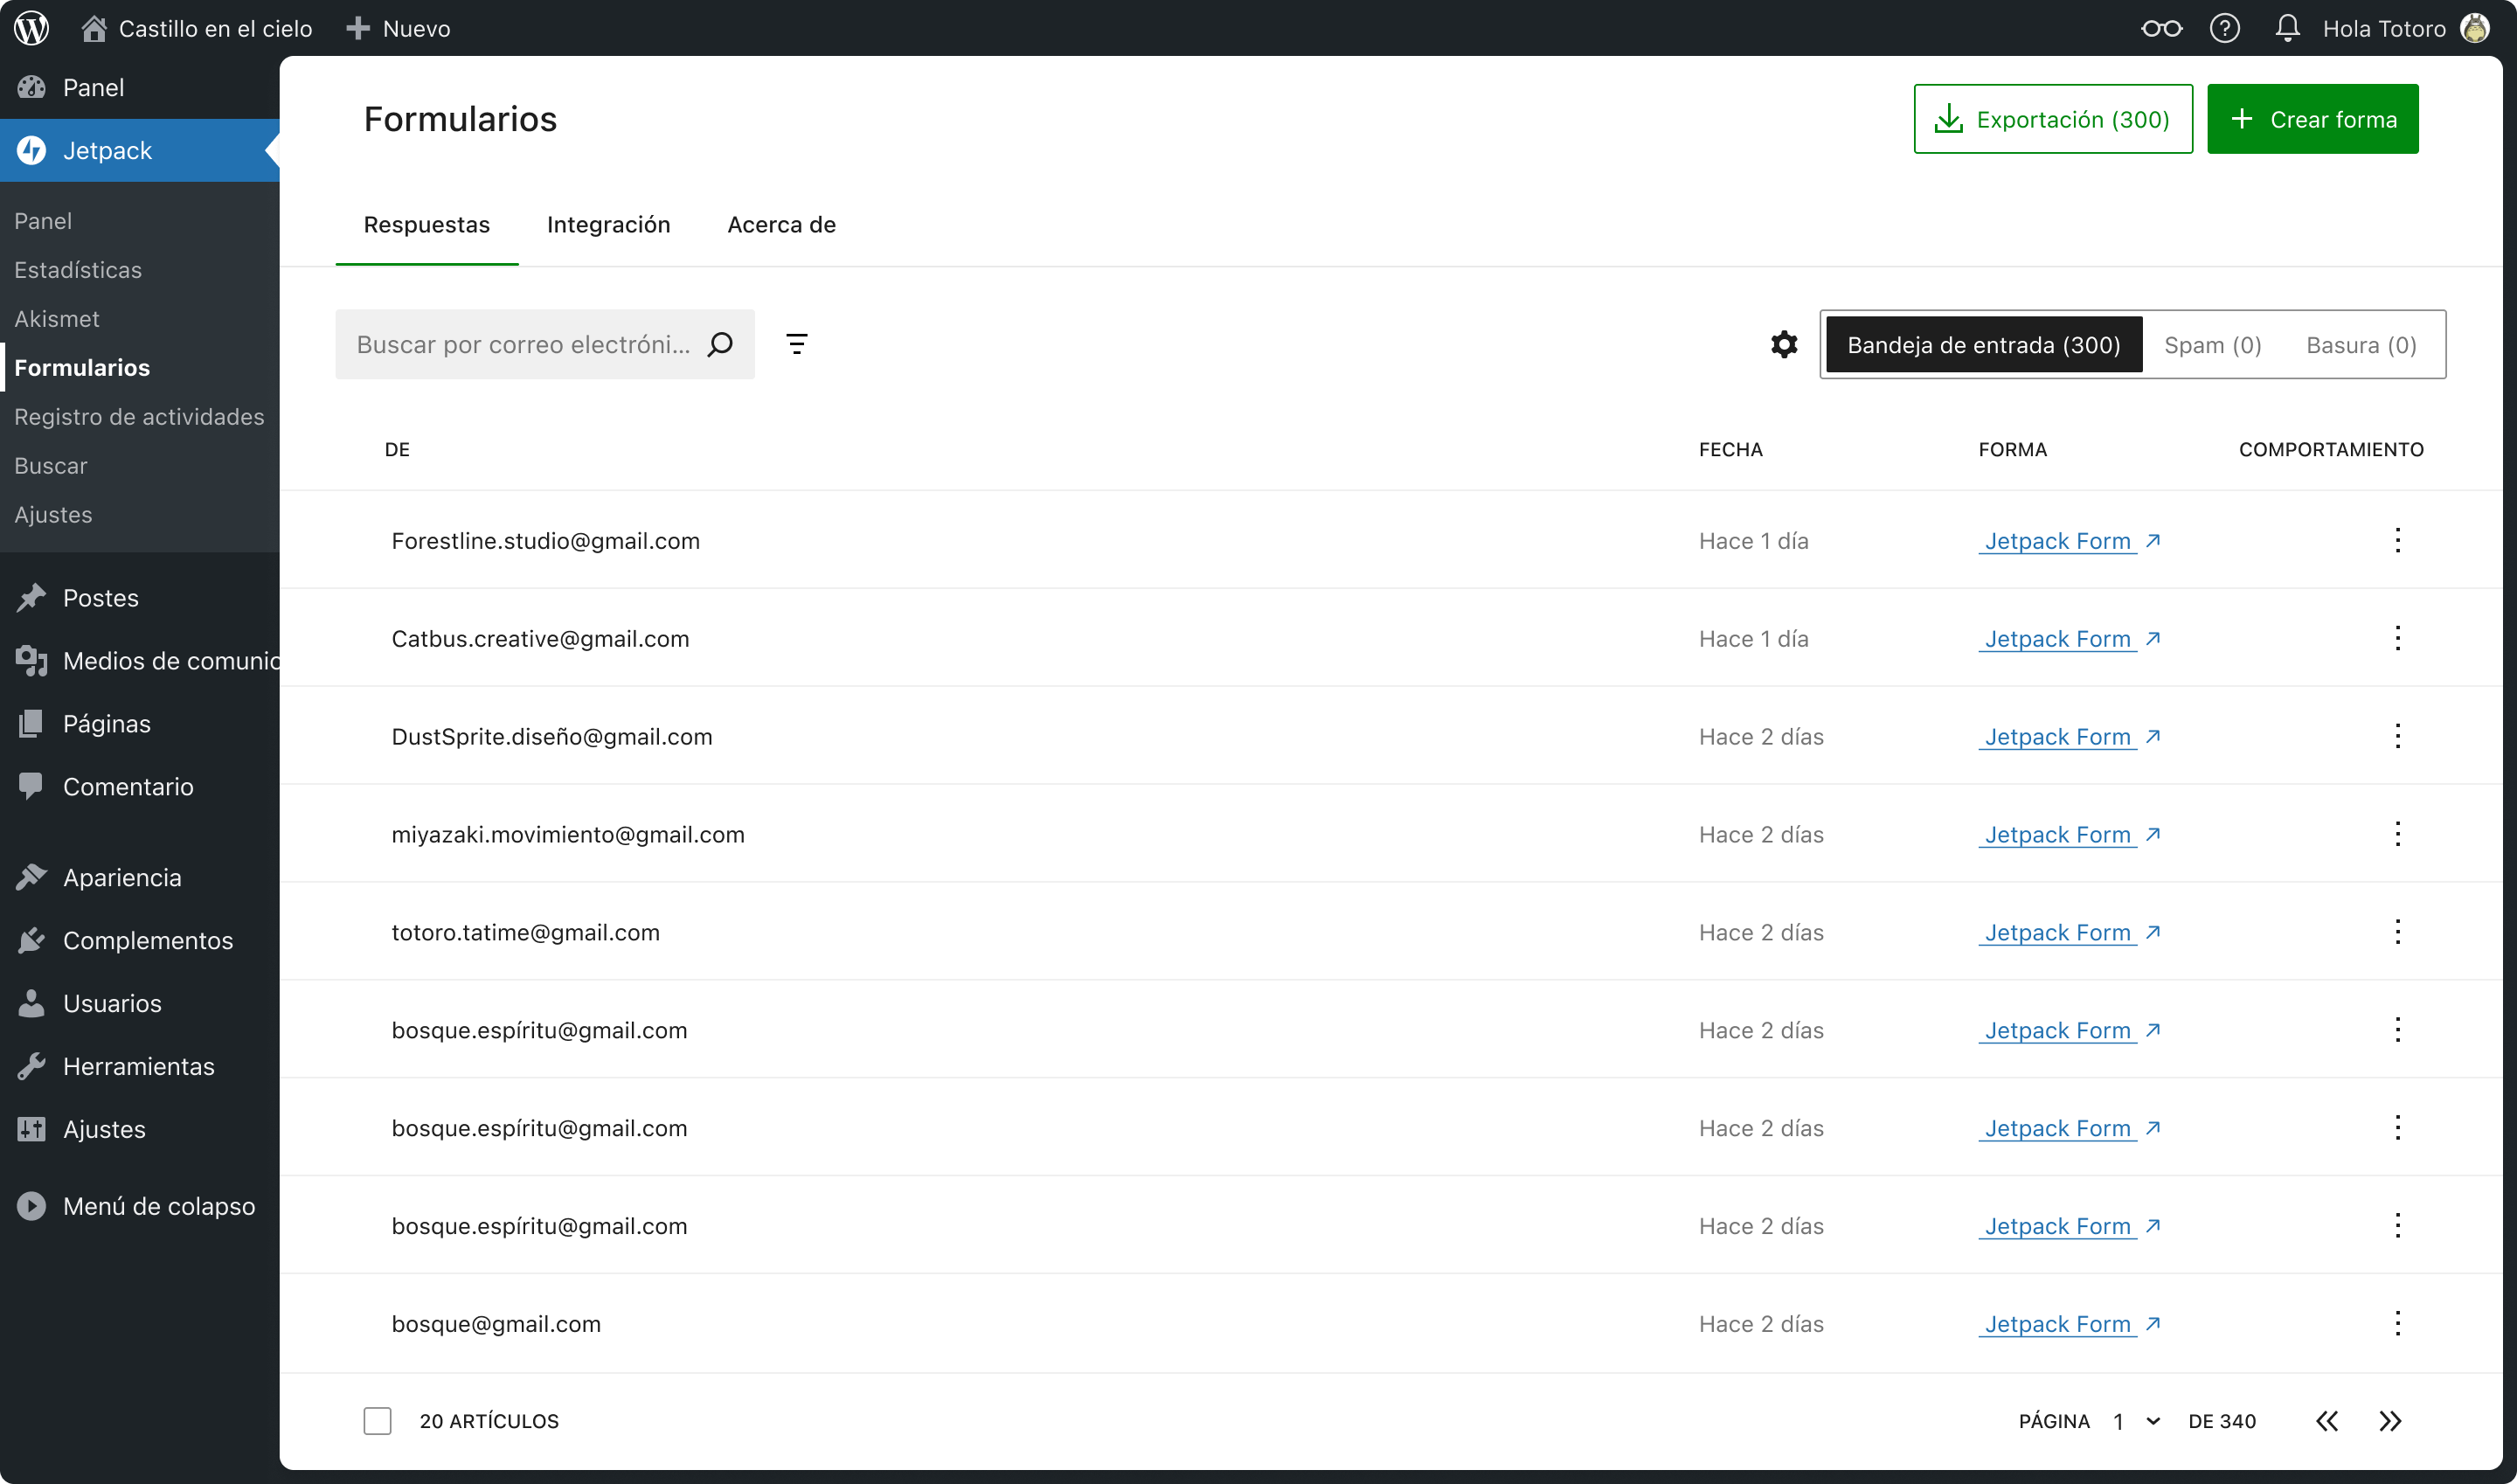 Castillo en el cielo
Nuevo
Hola Totoro
Panel
Jetpack
Panel
Estadísticas
Akismet
Formularios
Registro de actividades
Buscar
Ajustes
Postes
Medios de comunic
Páginas
Comentario
Apariencia
Complementos
Usuarios
Herramientas
Ajustes
Menú de colapso
Formularios
Exportación (300)
Crear forma
Respuestas Integración Acerca de
Buscar por correo electróni...
Bandeja de entrada (300) Spam (0) Basura (0)
DE FECHA FORMA COMPORTAMIENTO
Forestline.studio@gmail.com Hace 1 día Jetpack Form
Catbus.creative@gmail.com Hace 1 día Jetpack Form
DustSprite.diseño@gmail.com Hace 2 días Jetpack Form
miyazaki.movimiento@gmail.com Hace 2 días Jetpack Form
totoro.tatime@gmail.com Hace 2 días Jetpack Form
bosque.espíritu@gmail.com Hace 2 días Jetpack Form
bosque.espíritu@gmail.com Hace 2 días Jetpack Form
bosque.espíritu@gmail.com Hace 2 días Jetpack Form
bosque@gmail.com Hace 2 días Jetpack Form
20 ARTÍCULOS PÁGINA 1 DE 340